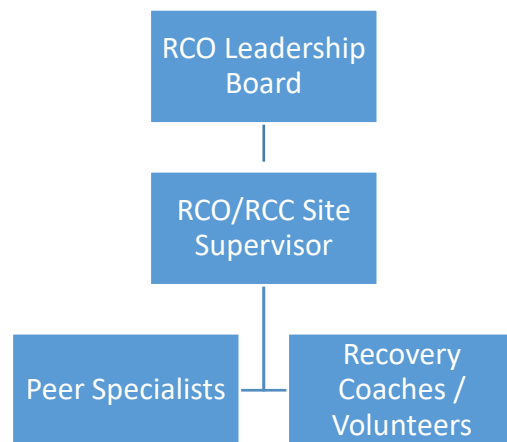 RCO Leadership
Board
RCO/RCC Site
Supervisor
Peer Specialists
Recovery
Coaches /
Volunteers